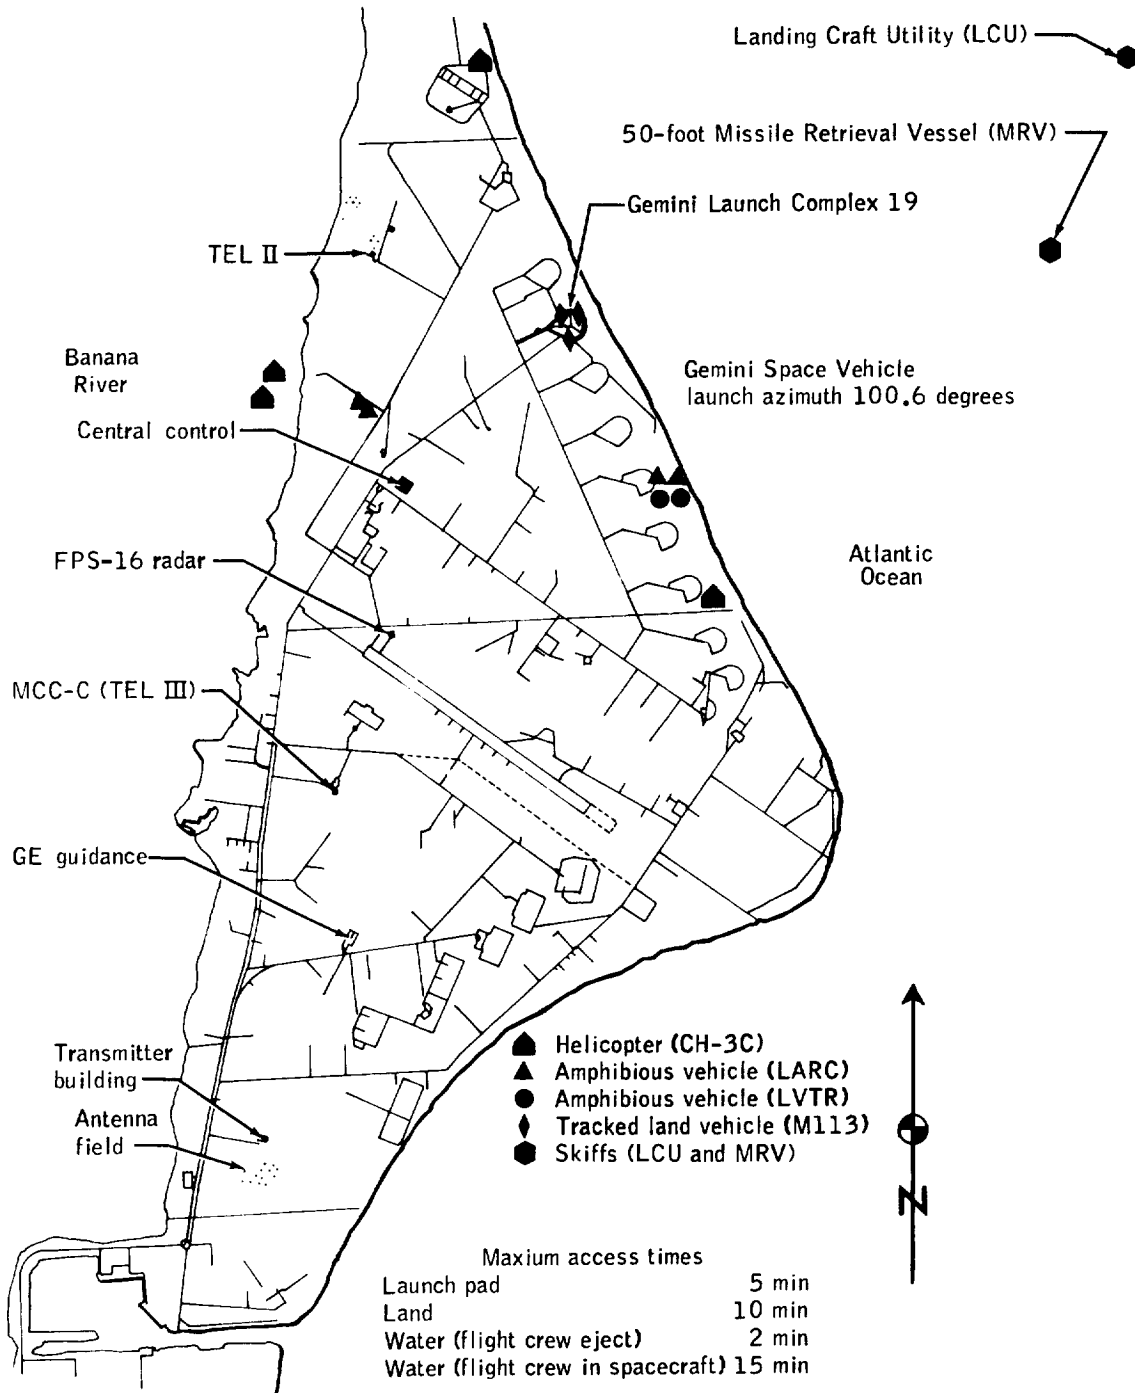 Landing Craft Utility (LCU)
50-foot Missile Retrieval Vessel (MRV)
Gemini Launch Complex 19
TEL II
Banana
River
Gemini Space Vehicle
launch azimuth 100.6 degrees
Central control
FPS-16 radar
Atlantic
Ocean
MCC-C (TEL III)
GE guidance
Transmitter
building
Antenna
field
Helicopter (CH-3C)
Amphibious vehicle (LARC)
Amphibious vehicle (LVTR)
Tracked land vehicle (M113)
Skiffs (LCU and MRV)
N
Maxium access times
Launch pad 5 min
Land 10 min
Water (flight crew eject) 2 min
Water (flight crew in spacecraft) 15 min